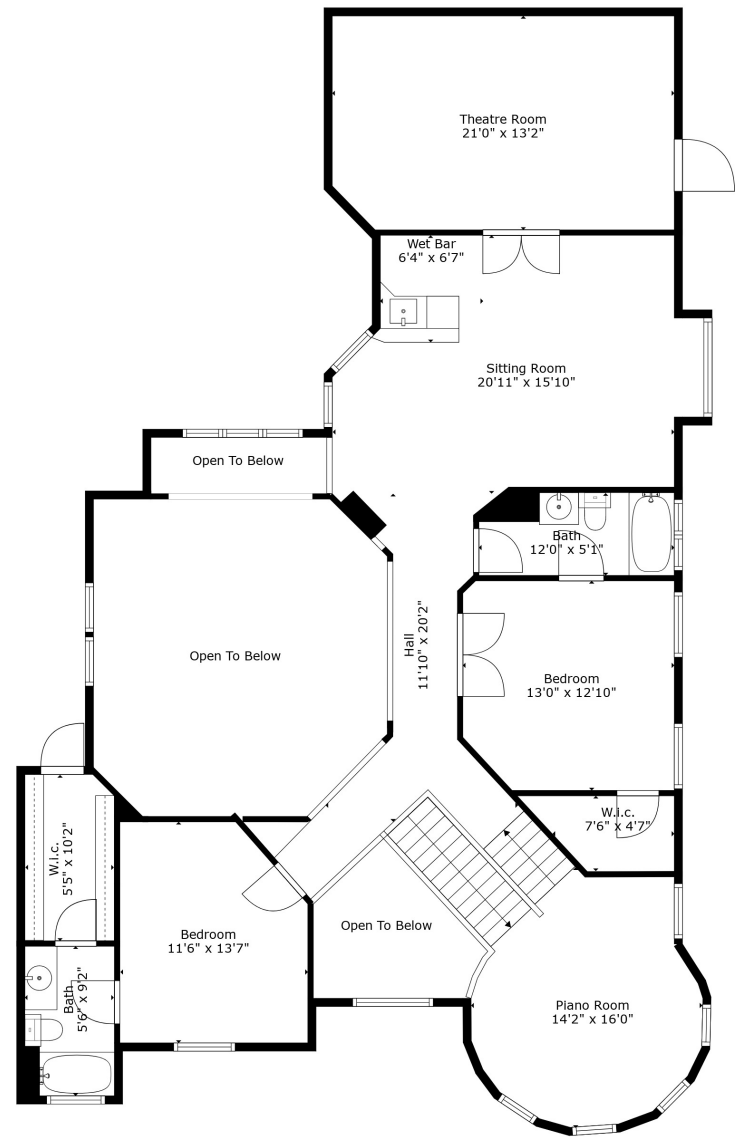 Theatre Room
21'0" x 13'2"
Wet Bar
6'4" x 6'7"
Sitting Room
20'11" x 15'10"
Open To Below
Bath
12'0" x 5'1"
Hall
11'10" x 20'2"
Open To Below
Bedroom
13'0" x 12'10"
W.i.c.
7'6" x 4'7"
W.i.c.
5'5" x 10'2"
Bedroom
11'6" x 13'7"
Open To Below
Bath
5'6" x 9'2"
Piano Room
14'2" x 16'0"